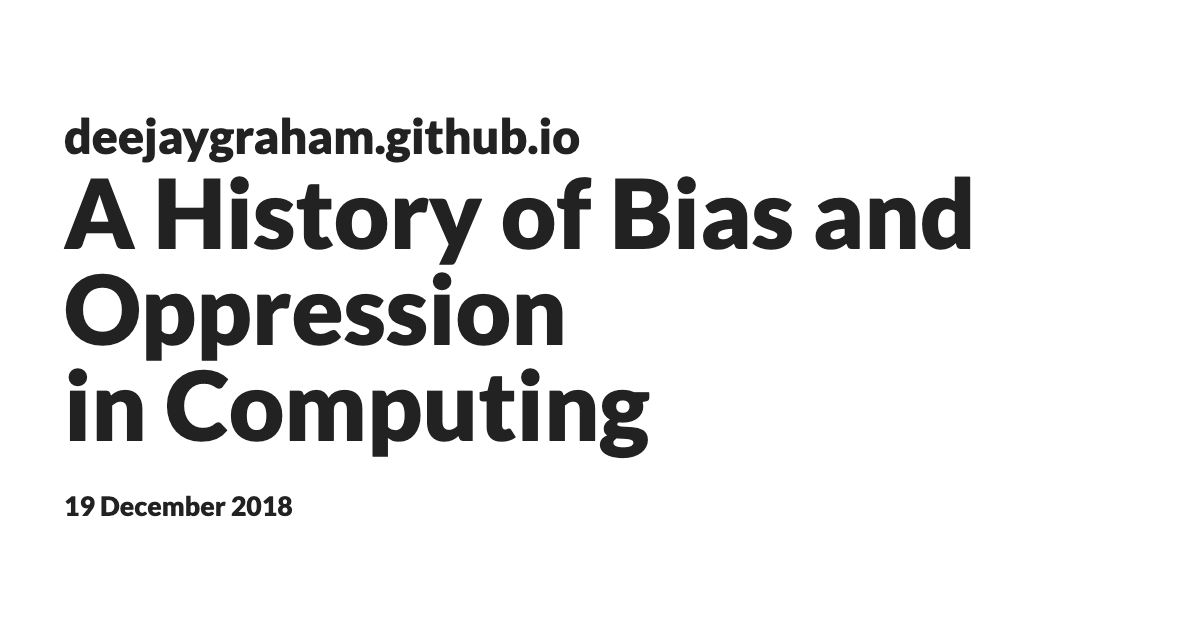 deejaygraham.github.io
A History of Bias and
Oppression
in Computing
19 December 2018